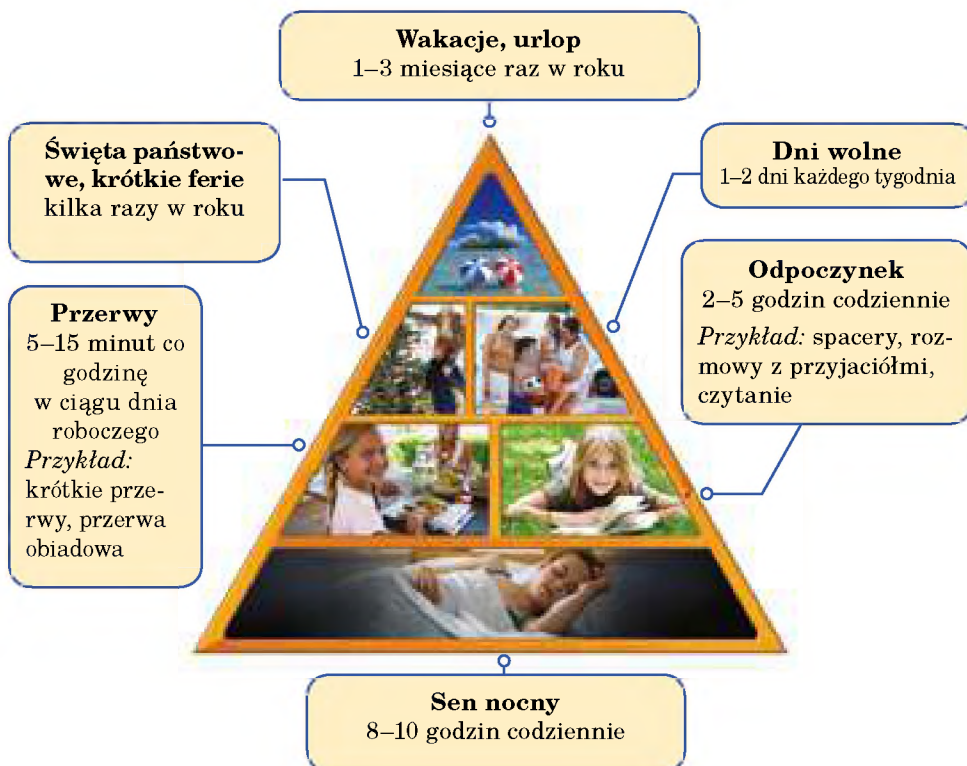 Wakacje, urlop
1–3 miesiące raz w roku
Święta państwo-
we, krótkie ferie
kilka razy w roku
Dni wolne
1–2 dni każdego tygodnia
Przerwy
5–15 minut co
godzinę
w ciągu dnia
roboczego
Przykład:
krótkie prze-
rwy, przerwa
obiadowa
Odpoczynek
2–5 godzin codziennie
Przykład: spacery, roz-
mowy z przyjaciółmi,
czytanie
Sen nocny
8–10 godzin codziennie